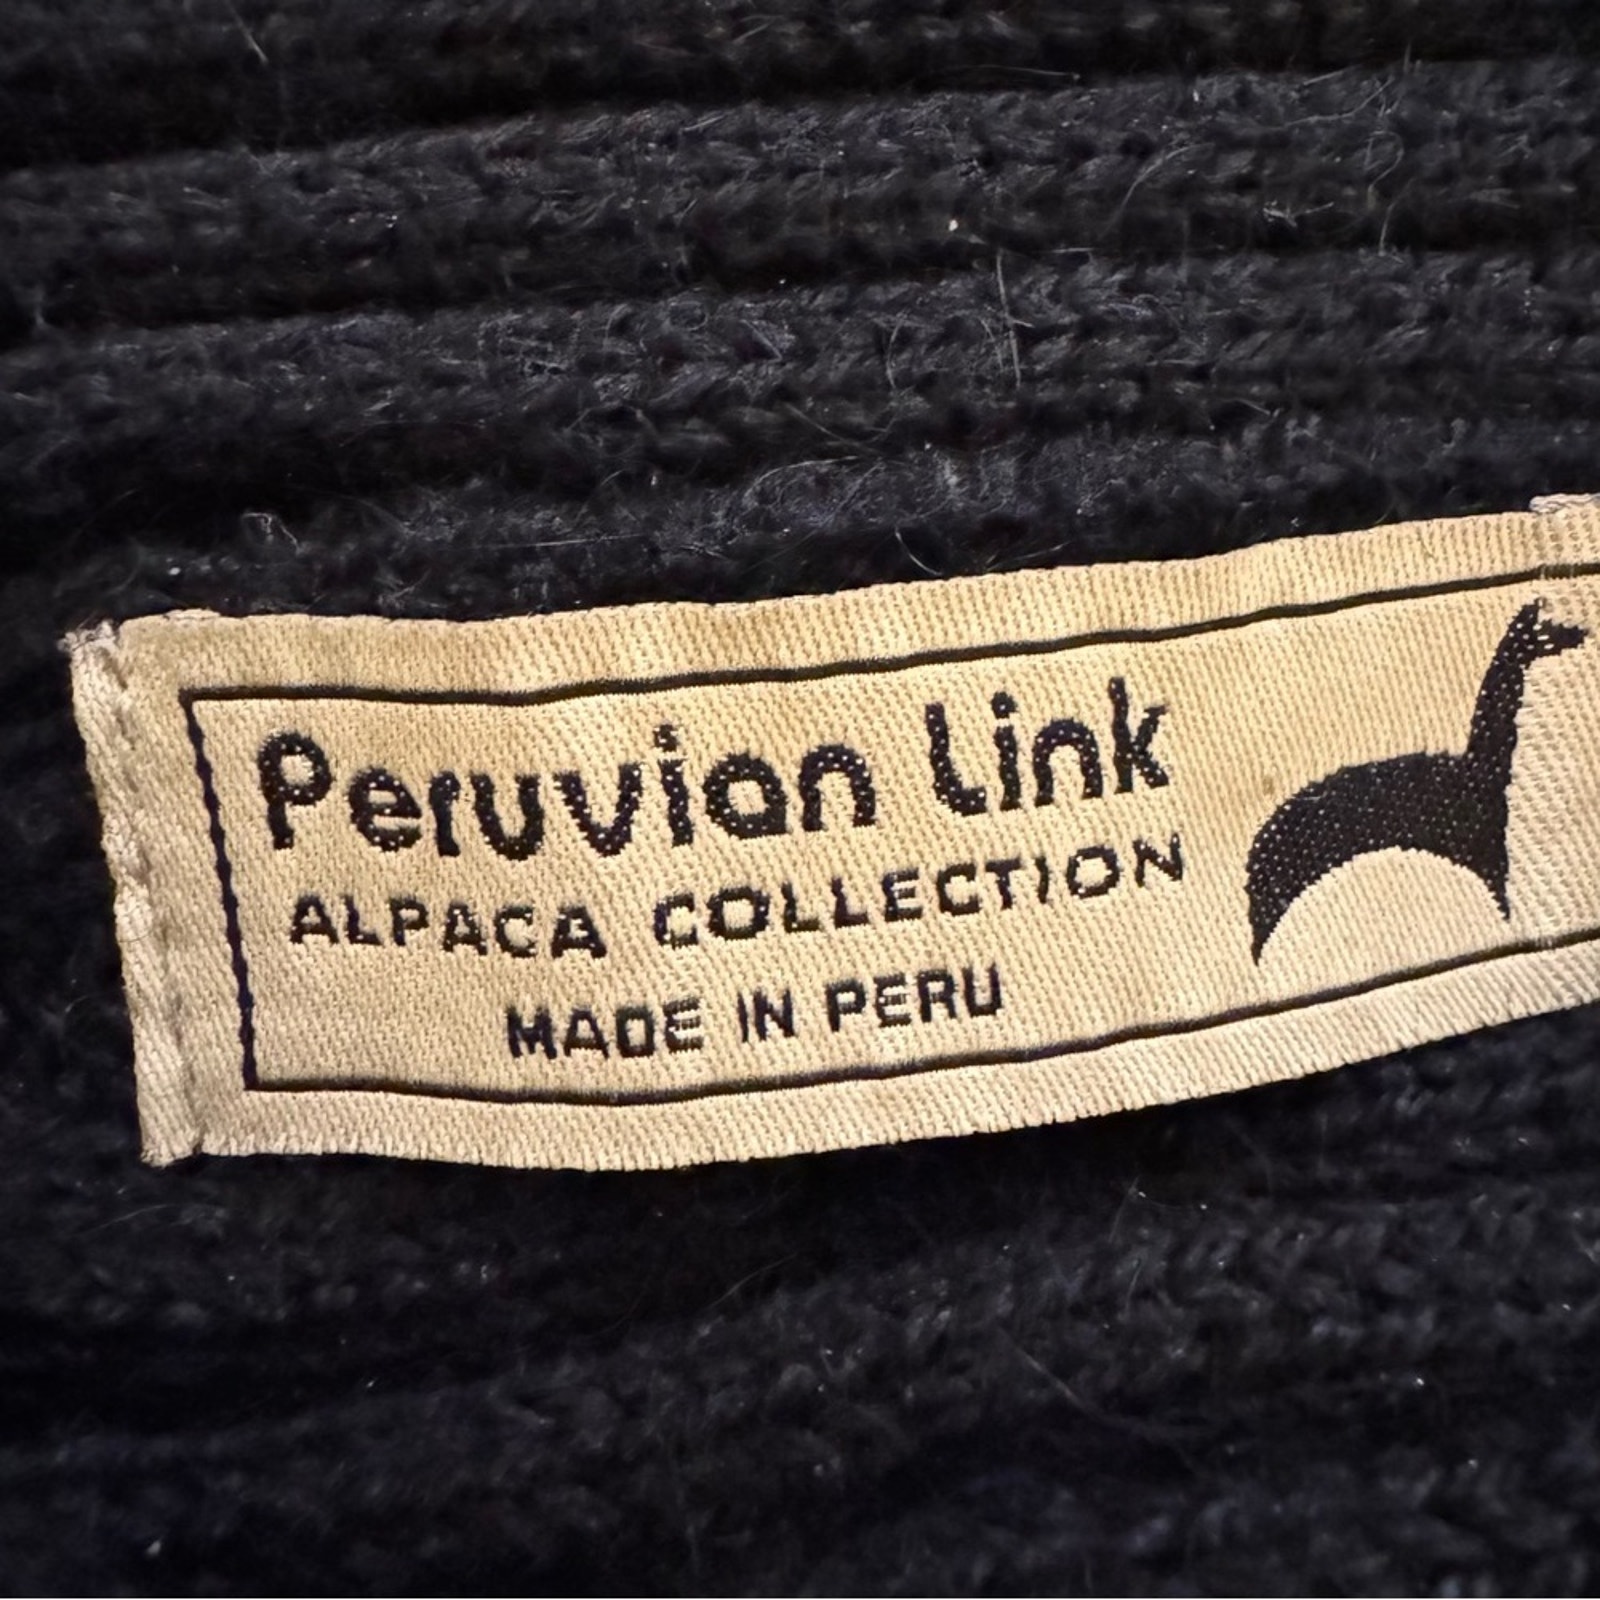 Peruvian Link
ALPACA COLLECTION
MADE IN PERU